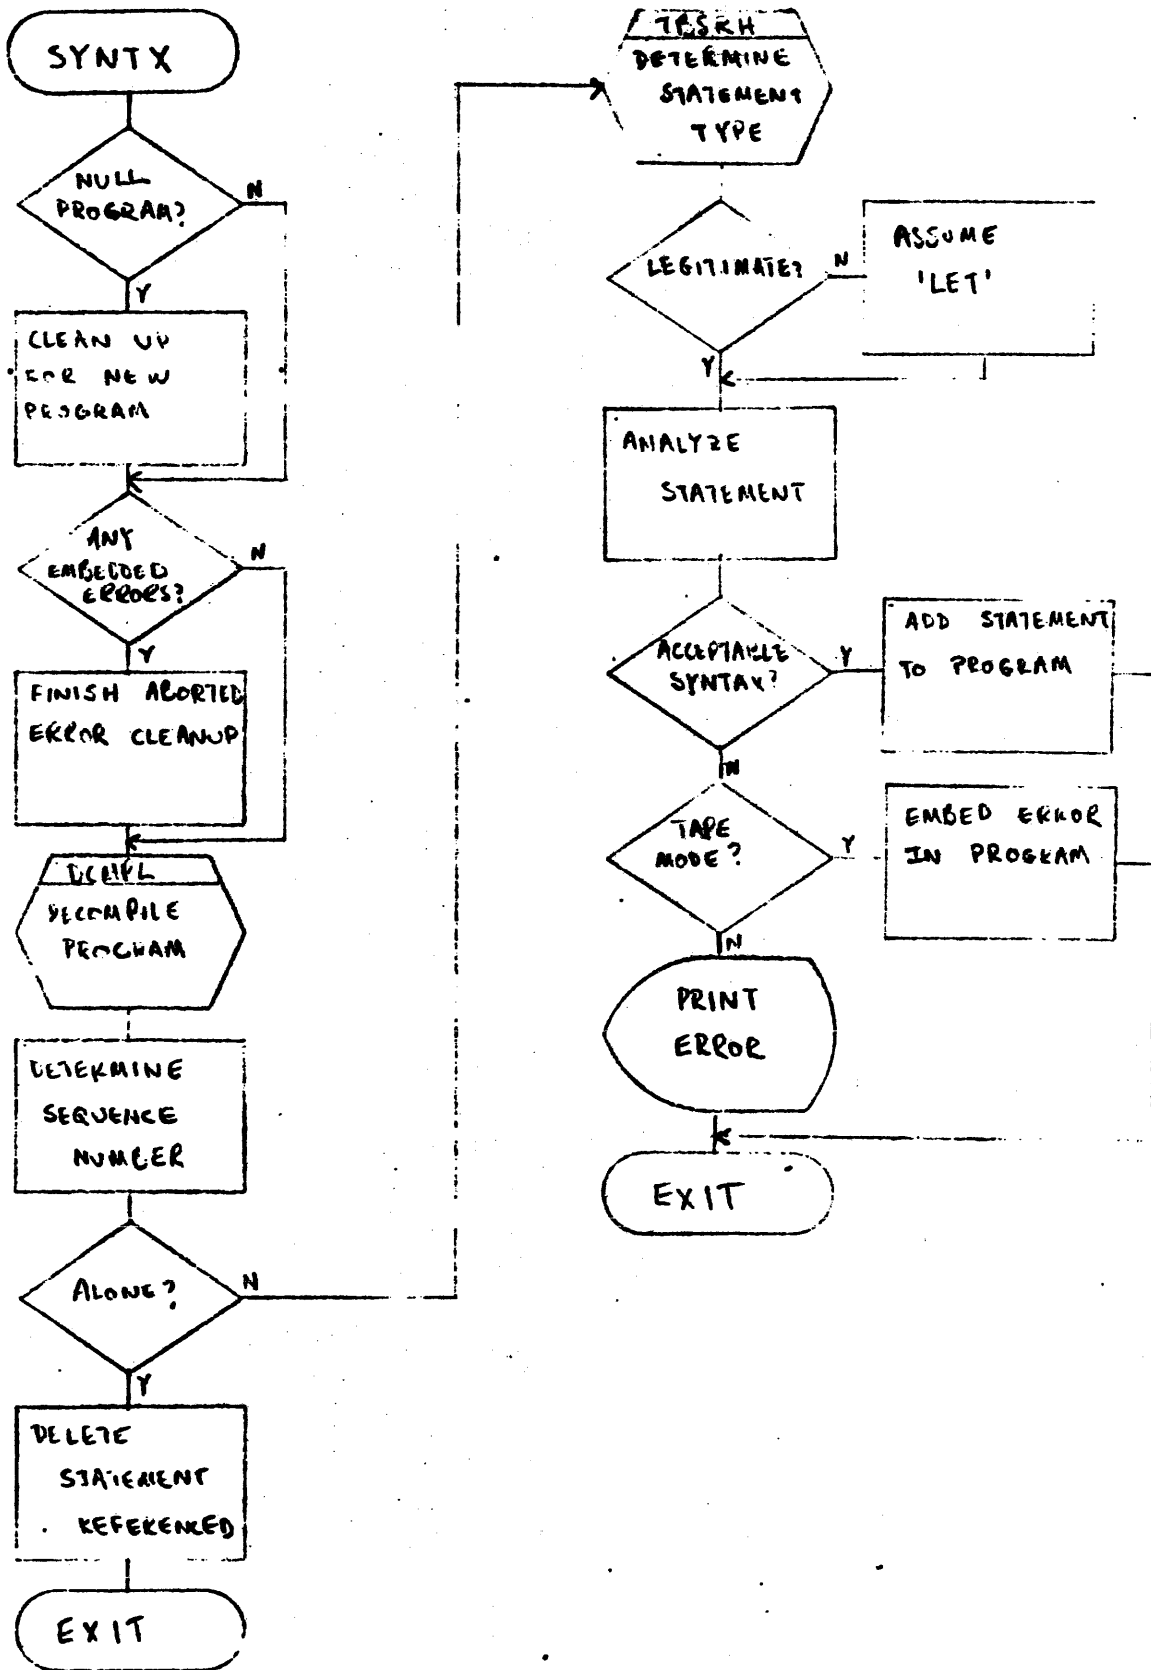 SYNTX
NULL
PROGRAM?
N
Y
CLEAN UP
FOR NEW
PROGRAM
ANY
EMBEDDED
ERRORS?
N
Y
FINISH ABORTED
ERROR CLEANUP
DECOMPILE
PROGRAM
DETERMINE
SEQUENCE
NUMBER
ALONE?
N
Y
DELETE
STATEMENT
REFERENCED
EXIT
DETERMINE
STATEMENT
TYPE
LEGITIMATE?
N
ASSUME
'LET'
Y
ANALYZE
STATEMENT
ACCEPTABLE
SYNTAX?
Y
ADD STATEMENT
TO PROGRAM
N
TAPE
MODE?
Y
EMBED ERROR
IN PROGRAM
N
PRINT
ERROR
EXIT